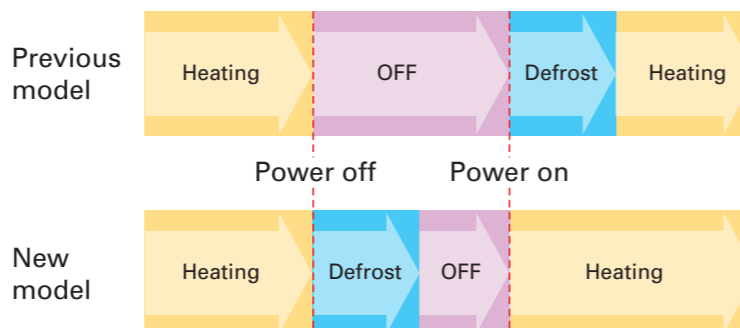 Previous
model
Heating
OFF
Defrost
Heating
Power off
Power on
New
model
Heating
Defrost
OFF
Heating